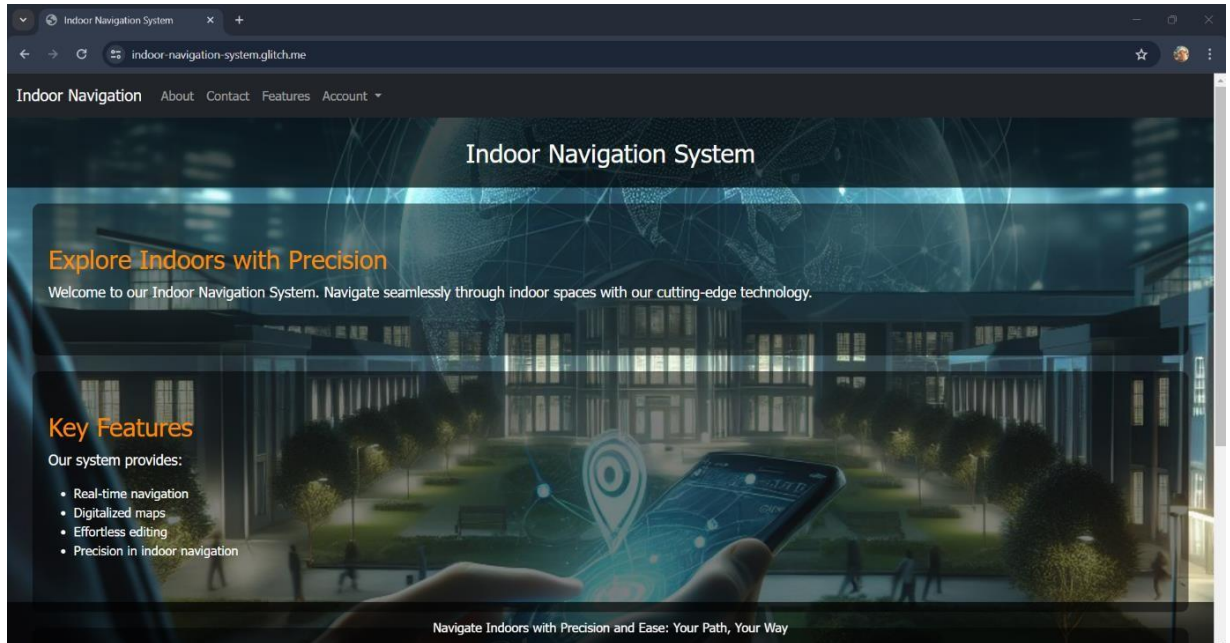 Indoor Navigation System
indoor-navigation-system.glitch.me
Indoor Navigation About Contact Features Account
Indoor Navigation System
Explore Indoors with Precision
Welcome to our Indoor Navigation System. Navigate seamlessly through indoor spaces with our cutting-edge technology.
Key Features
Our system provides:
• Real-time navigation
• Digitalized maps
• Effortless editing
• Precision in indoor navigation
Navigate Indoors with Precision and Ease: Your Path, Your Way